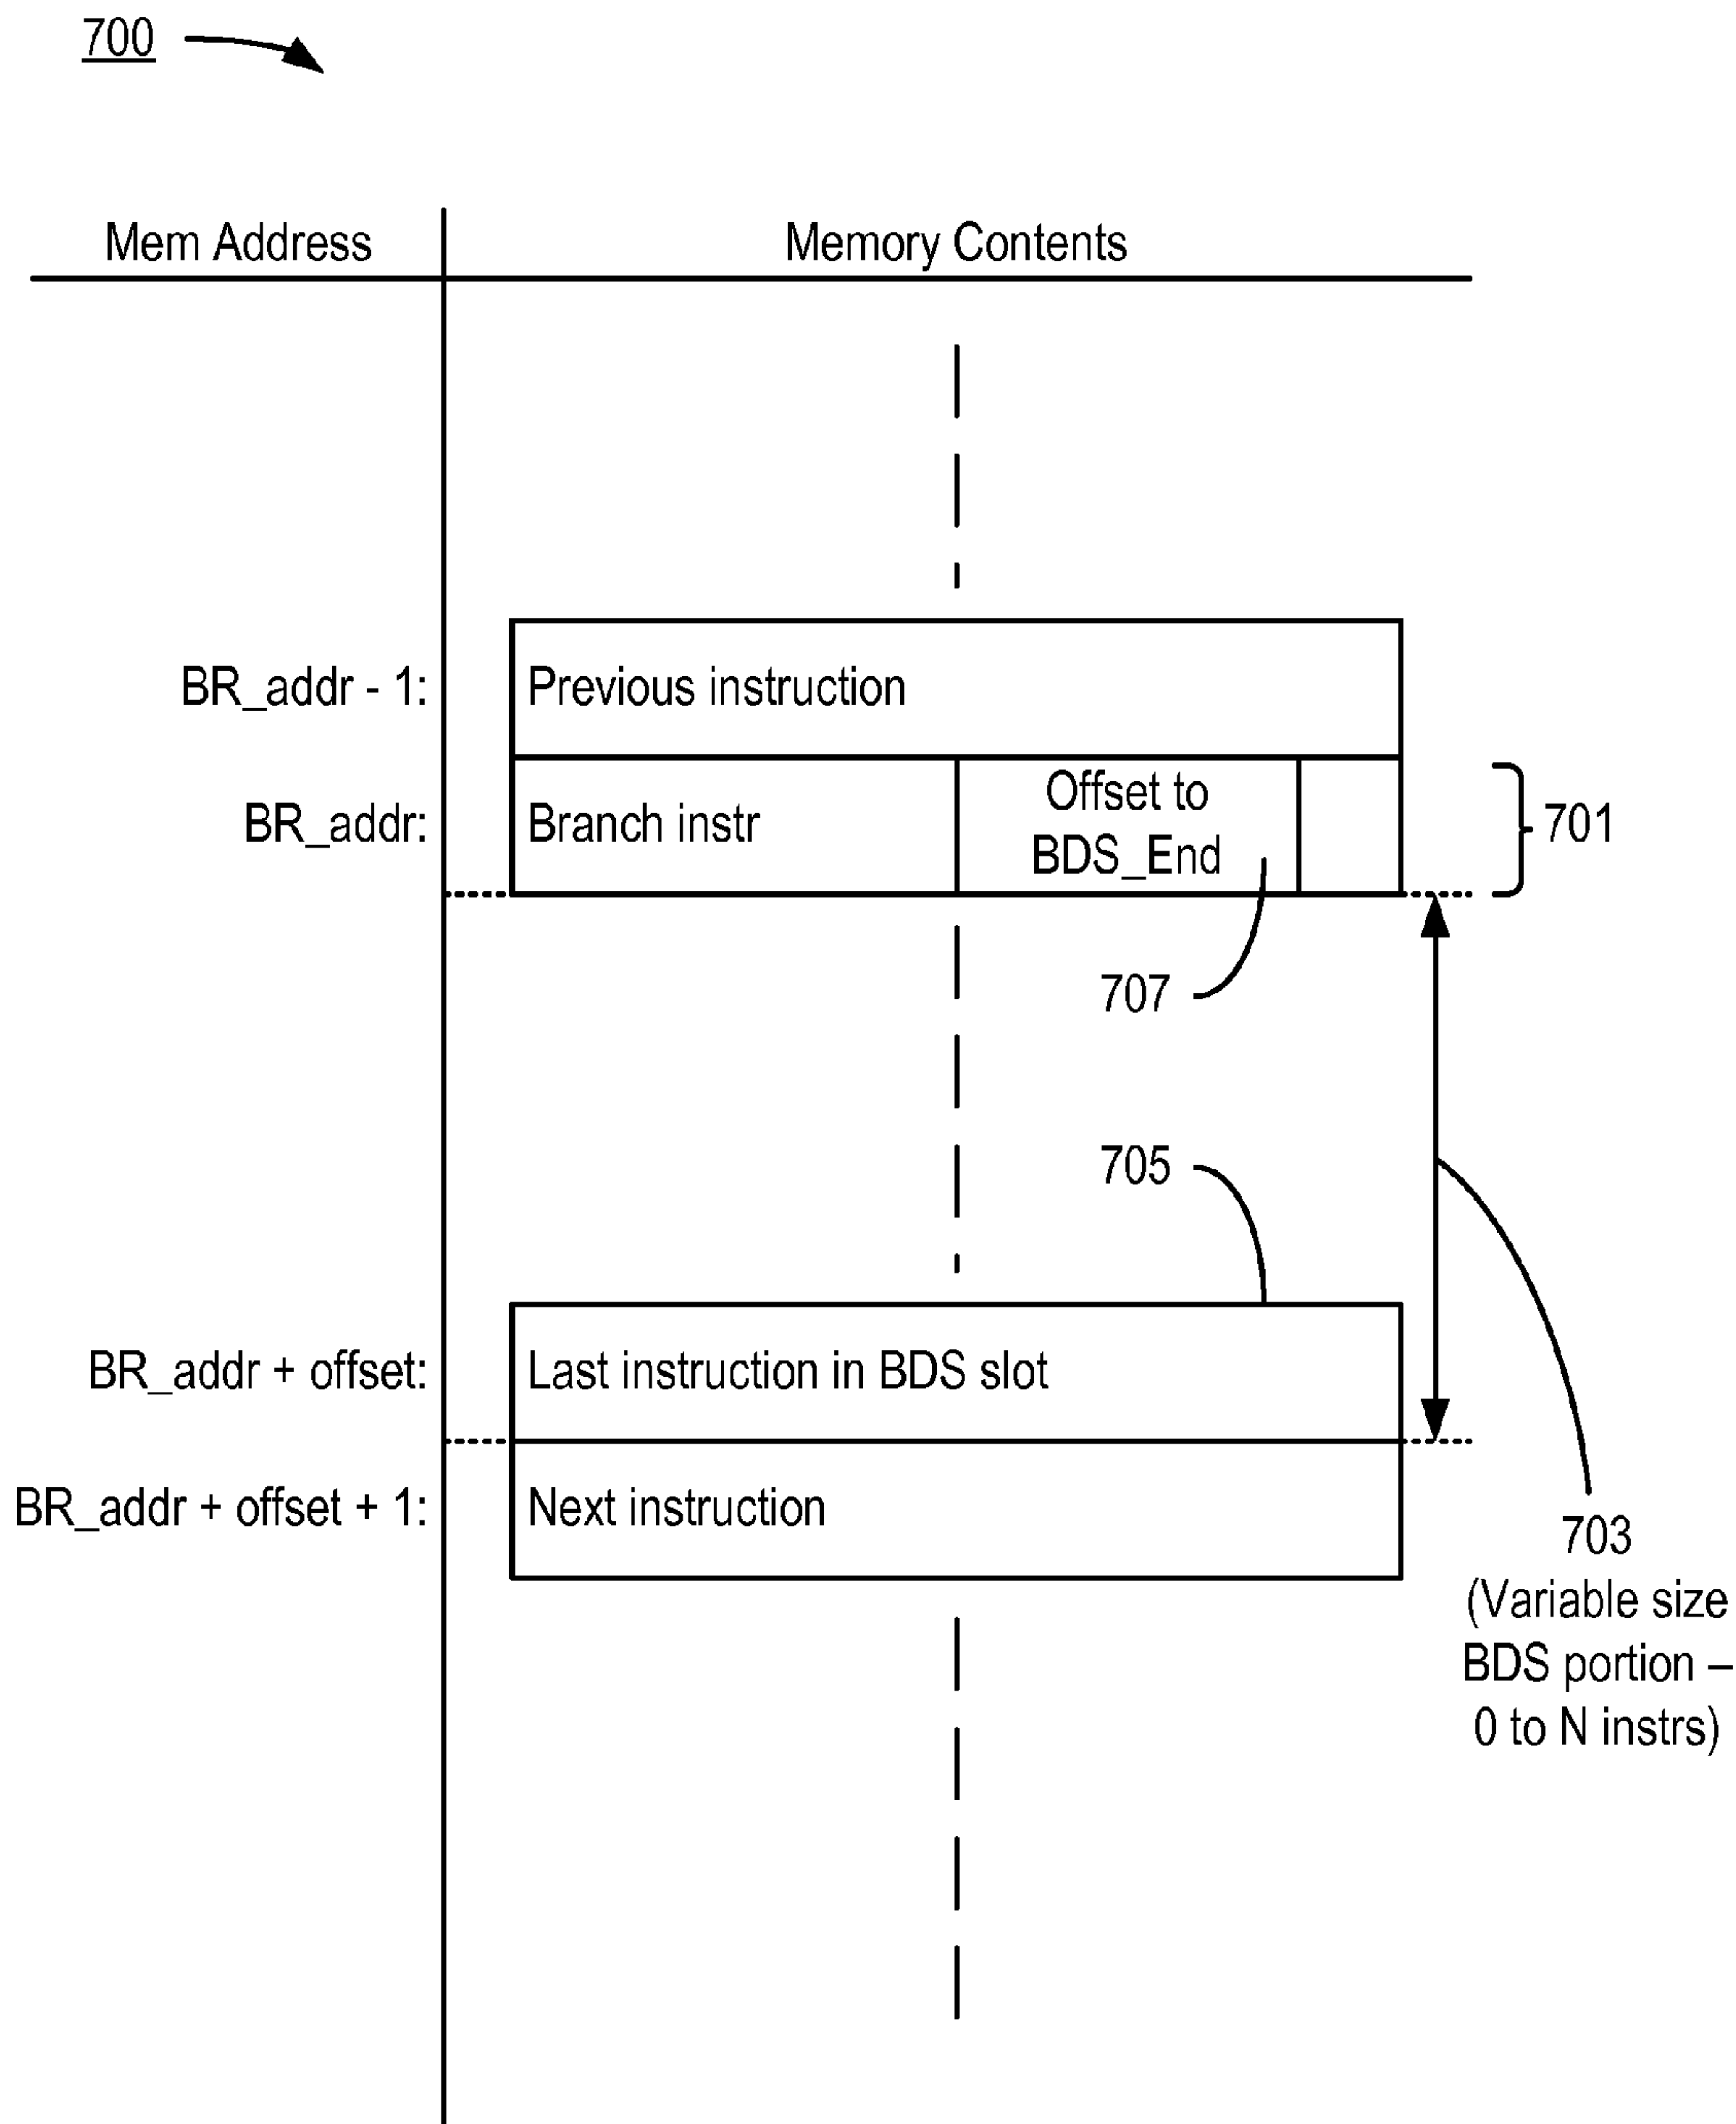 700
Mem Address Memory Contents
BR_addr - 1: Previous instruction
BR_addr: Branch instr Offset to
BDS_End
701
707
705
BR_addr + offset: Last instruction in BDS slot
BR_addr + offset + 1: Next instruction
703
(Variable size
BDS portion –
0 to N instrs)